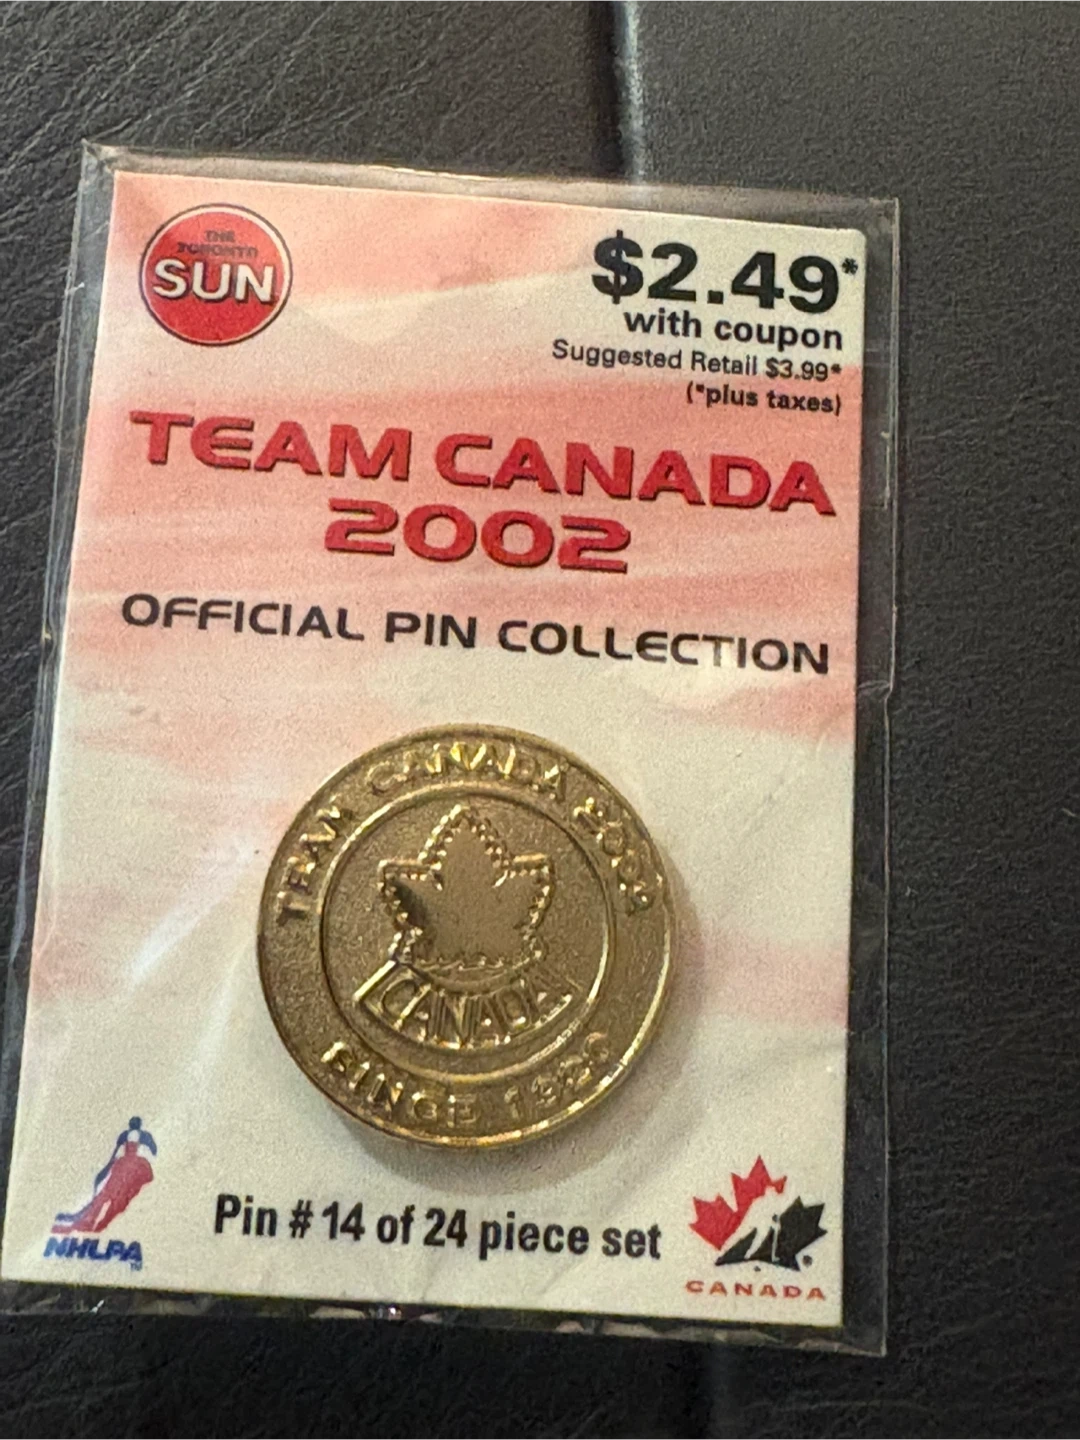 THE
TORONTO
SUN
$2.49*
with coupon
Suggested Retail $3.99*
(*plus taxes)
TEAM CANADA
2002
OFFICIAL PIN COLLECTION
TEAM CANADA 2002
CANADA
SINCE 1920
NHLPA™
Pin # 14 of 24 piece set
CANADA